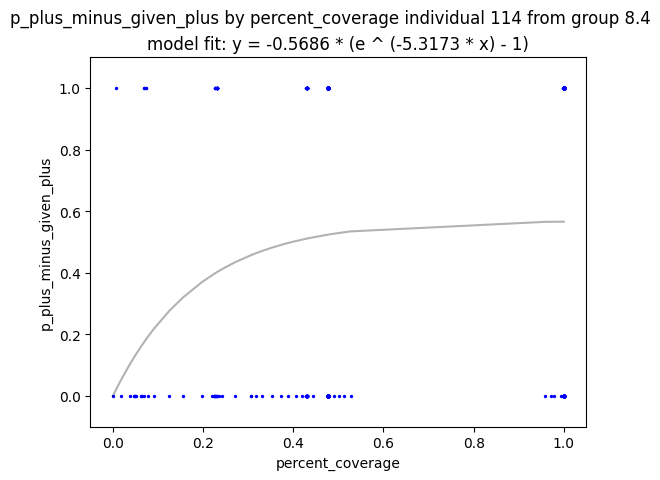 p_plus_minus_given_plus by percent_coverage individual 114 from group 8.4
model fit: y = -0.5686 * (e ^ (-5.3173 * x) - 1)
p_plus_minus_given_plus
1.0
0.8
0.6
0.4
0.2
0.0
0.0 0.2 0.4 0.6 0.8 1.0
percent_coverage